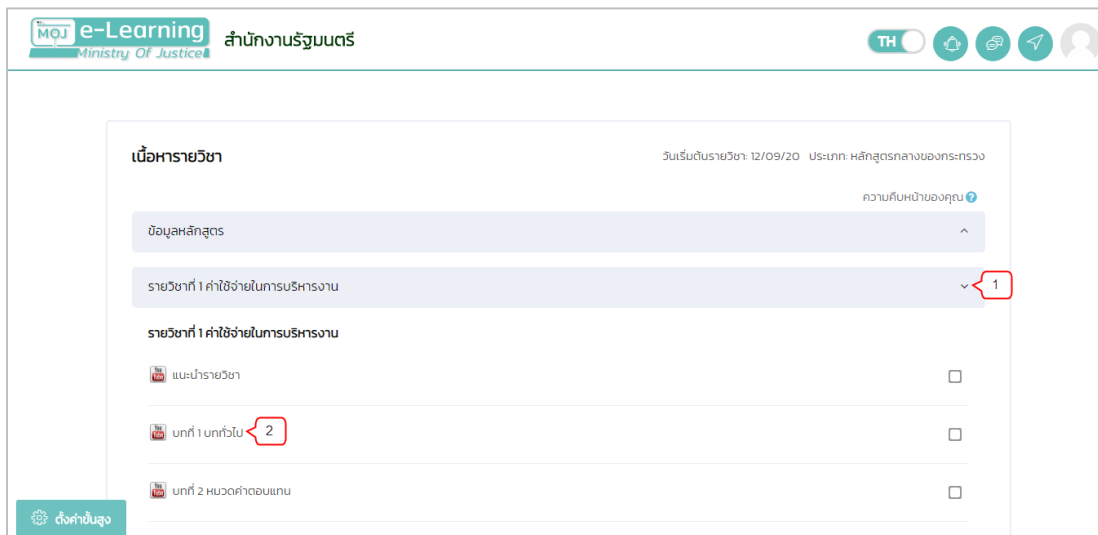 MOJ e-Learning สำนักงานรัฐมนตรี TH
Ministry Of Justice
เนื้อหารายวิชา วันเริ่มต้นรายวิชา: 12/09/20 ประเภท: หลักสูตรกลางของกระทรวง
ความคืบหน้าของคุณ ?
ข้อมูลหลักสูตร
รายวิชาที่ 1 ค่าใช้จ่ายในการบริหารงาน 1
รายวิชาที่ 1 ค่าใช้จ่ายในการบริหารงาน
You Tube แนะนำรายวิชา
You Tube บทที่ 1 บททั่วไป 2
You Tube บทที่ 2 หมวดค่าตอบแทน
ตั้งค่าขั้นสูง